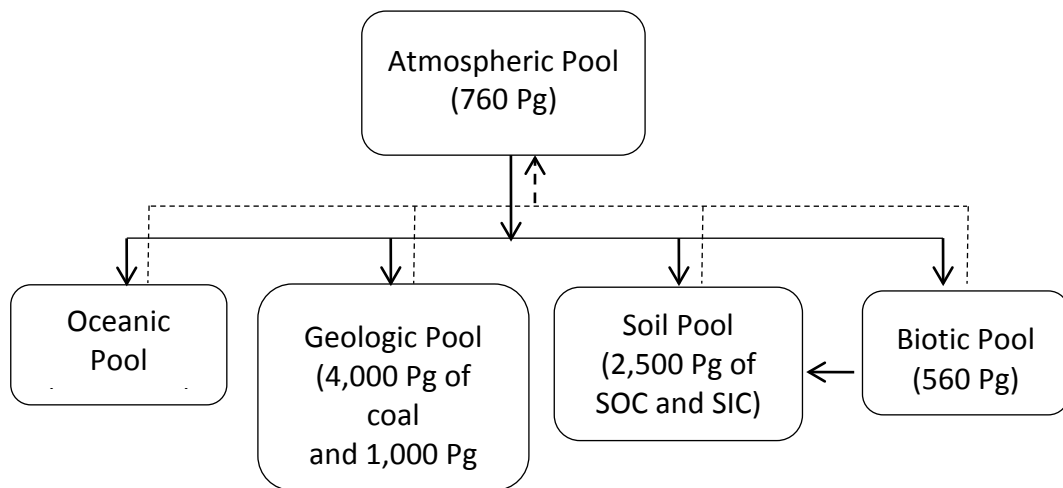 Atmospheric Pool
(760 Pg)
Oceanic
Pool
Geologic Pool
(4,000 Pg of
coal
and 1,000 Pg
Soil Pool
(2,500 Pg of
SOC and SIC)
Biotic Pool
(560 Pg)